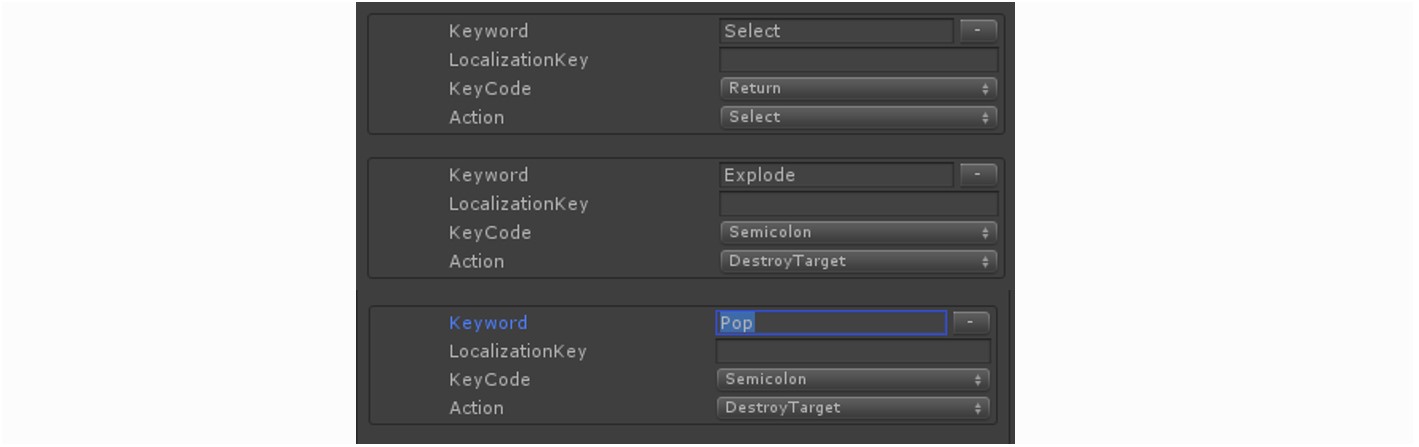 Keyword Select -
LocalizationKey
KeyCode Return
Action Select
Keyword Explode -
LocalizationKey
KeyCode Semicolon
Action DestroyTarget
Keyword Pop -
LocalizationKey
KeyCode Semicolon
Action DestroyTarget